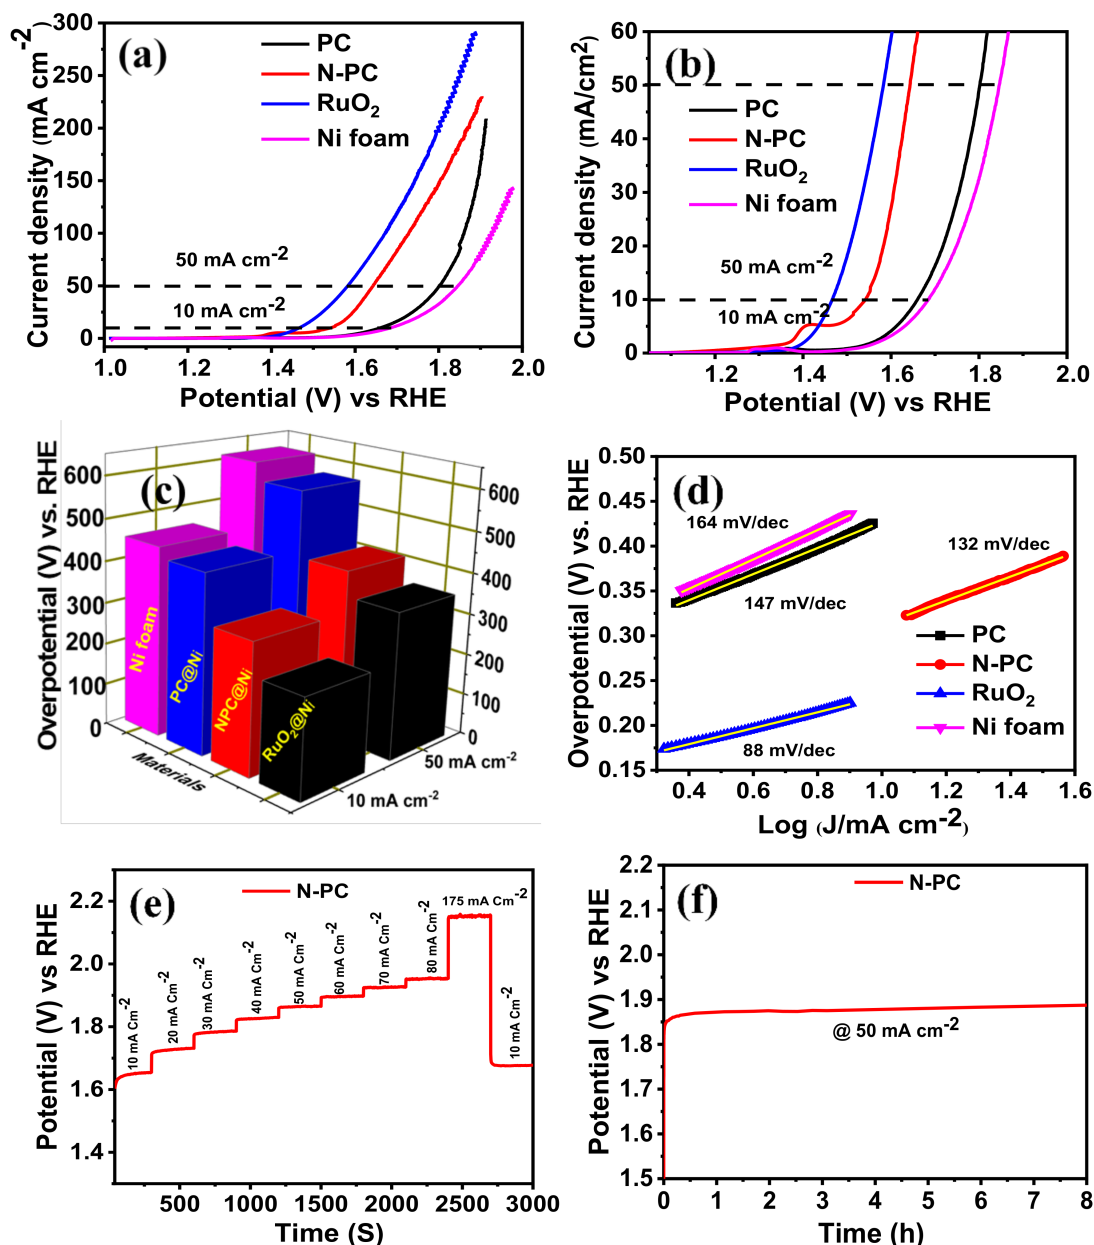 (a)
PC
N-PC
RuO2
Ni foam
50 mA cm-2
10 mA cm-2
300
250
200
150
100
50
0
1.0 1.2 1.4 1.6 1.8 2.0
Current density (mA cm-2)
Potential (V) vs RHE
(b)
PC
N-PC
RuO2
Ni foam
50 mA cm-2
10 mA cm-2
60
50
40
30
20
10
0
1.2 1.4 1.6 1.8 2.0
Current density (mA/cm2)
Potential (V) vs RHE
(c)
Overpotential (V) vs. RHE
600
500
400
300
200
100
0
600
500
400
300
200
100
0
Ni foam
PC@Ni
NPC@Ni
RuO2@Ni
Materials
10 mA cm-2
50 mA cm-2
(d)
164 mV/dec
132 mV/dec
147 mV/dec
88 mV/dec
PC
N-PC
RuO2
Ni foam
0.50
0.45
0.40
0.35
0.30
0.25
0.20
0.15
0.4 0.6 0.8 1.0 1.2 1.4 1.6
Overpotential (V) vs. RHE
Log (J/mA cm-2)
(e)
N-PC
175 mA Cm-2
10 mA Cm-2
20 mA Cm-2
30 mA Cm-2
40 mA Cm-2
50 mA Cm-2
60 mA Cm-2
70 mA Cm-2
80 mA Cm-2
10 mA Cm-2
2.2
2.0
1.8
1.6
1.4
500 1000 1500 2000 2500 3000
Potential (V) vs RHE
Time (S)
(f)
N-PC
@ 50 mA cm-2
2.2
2.1
2.0
1.9
1.8
1.7
1.6
1.5
0 1 2 3 4 5 6 7 8
Potential (V) vs RHE
Time (h)